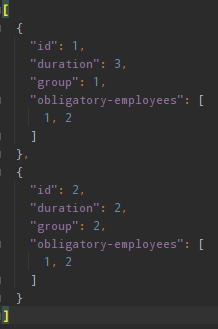 [
  {
    "id": 1,
    "duration": 3,
    "group": 1,
    "obligatory-employees": [
      1, 2
    ]
  },
  {
    "id": 2,
    "duration": 2,
    "group": 2,
    "obligatory-employees": [
      1, 2
    ]
  }
]